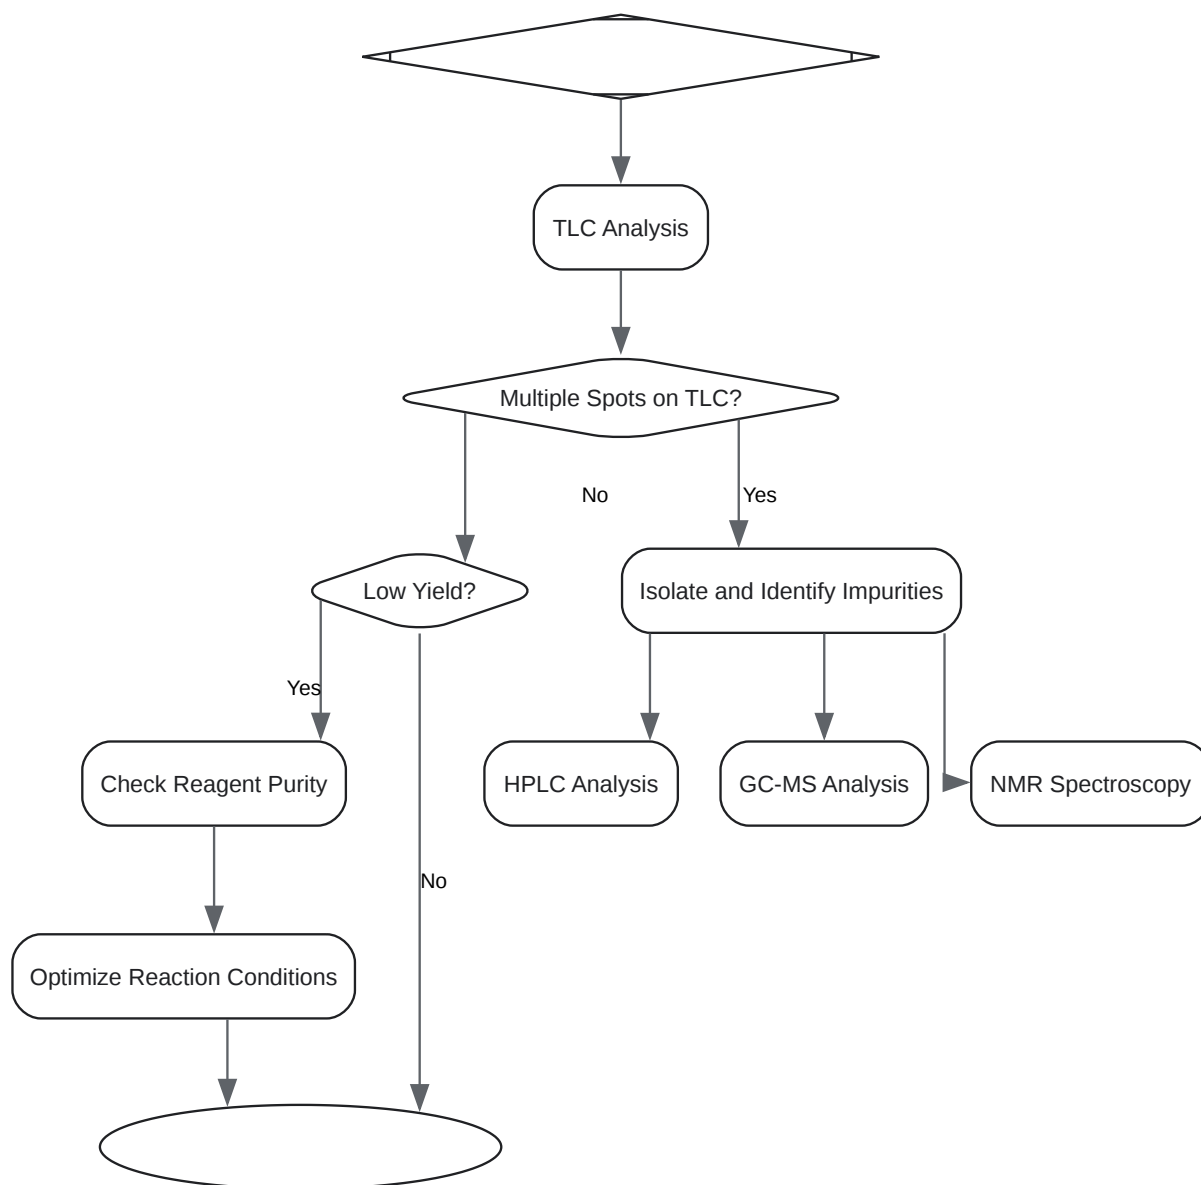 TLC Analysis
Multiple Spots on TLC?
No
Yes
Low Yield?
Isolate and Identify Impurities
Yes
Check Reagent Purity
HPLC Analysis
GC-MS Analysis
NMR Spectroscopy
No
Optimize Reaction Conditions